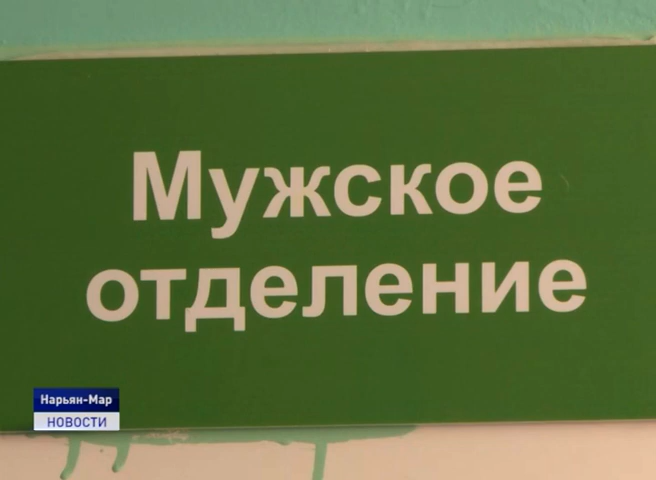 Мужское
отделение
Нарьян-Мар
НОВОСТИ